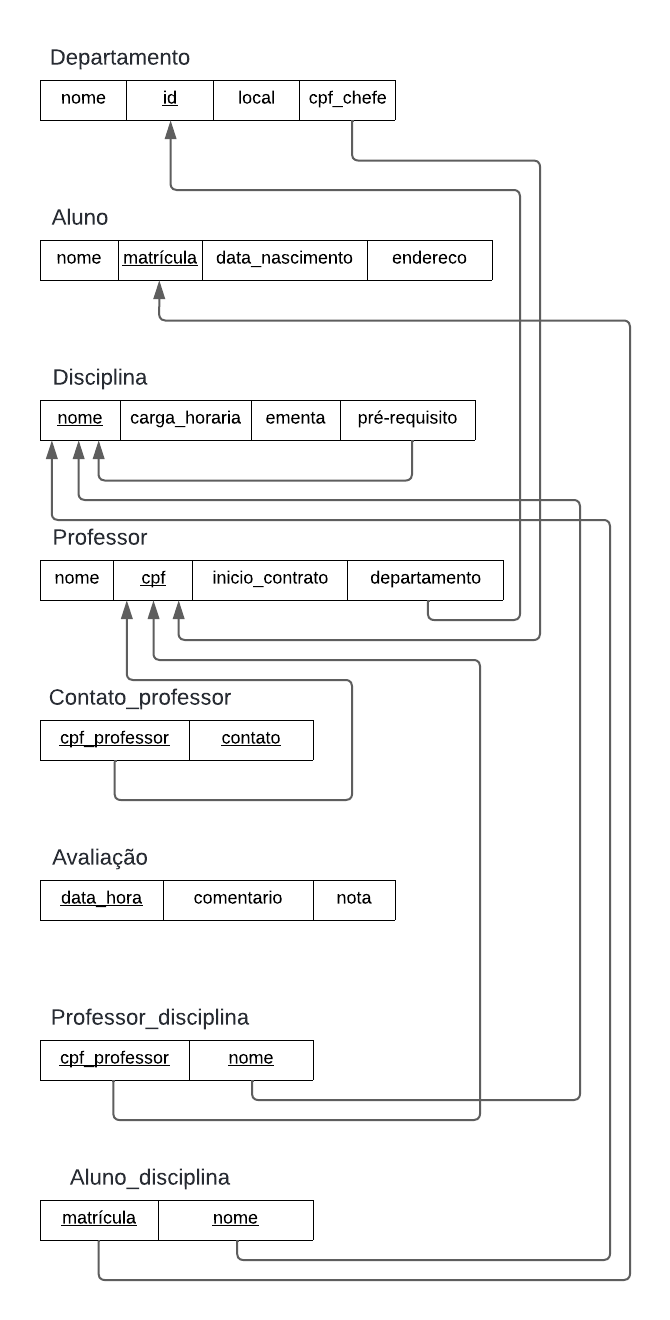 Departamento
nome id local cpf_chefe
Aluno
nome matrícula data_nascimento endereco
Disciplina
nome carga_horaria ementa pré-requisito
Professor
nome cpf inicio_contrato departamento
Contato_professor
cpf_professor contato
Avaliação
data_hora comentario nota
Professor_disciplina
cpf_professor nome
Aluno_disciplina
matrícula nome